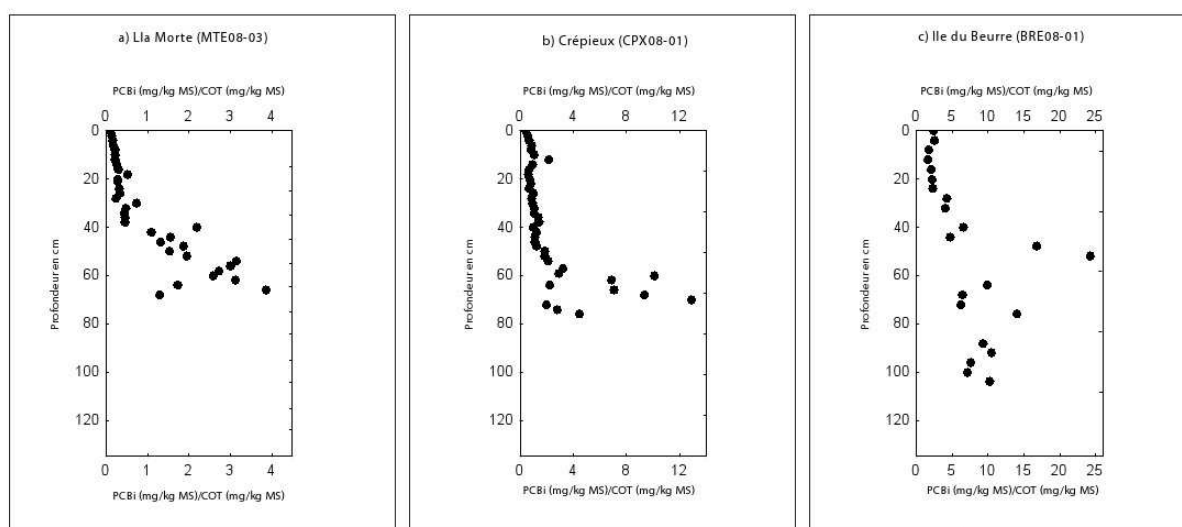 a) Lla Morte (MTE08-03)
PCBi (mg/kg MS)/COT (mg/kg MS)
0 1 2 3 4
0
20
40
60
80
100
120
Profondeur en cm
0 1 2 3 4
PCBi (mg/kg MS)/COT (mg/kg MS)
b) Crépieux (CPX08-01)
PCBi (mg/kg MS)/COT (mg/kg MS)
0 4 8 12
0
20
40
60
80
100
120
Profondeur en cm
0 4 8 12
PCBi (mg/kg MS)/COT (mg/kg MS)
c) Ile du Beurre (BRE08-01)
PCBi (mg/kg MS)/COT (mg/kg MS)
0 5 10 15 20 25
0
20
40
60
80
100
120
Profondeur en cm
0 5 10 15 20 25
PCBi (mg/kg MS)/COT (mg/kg MS)